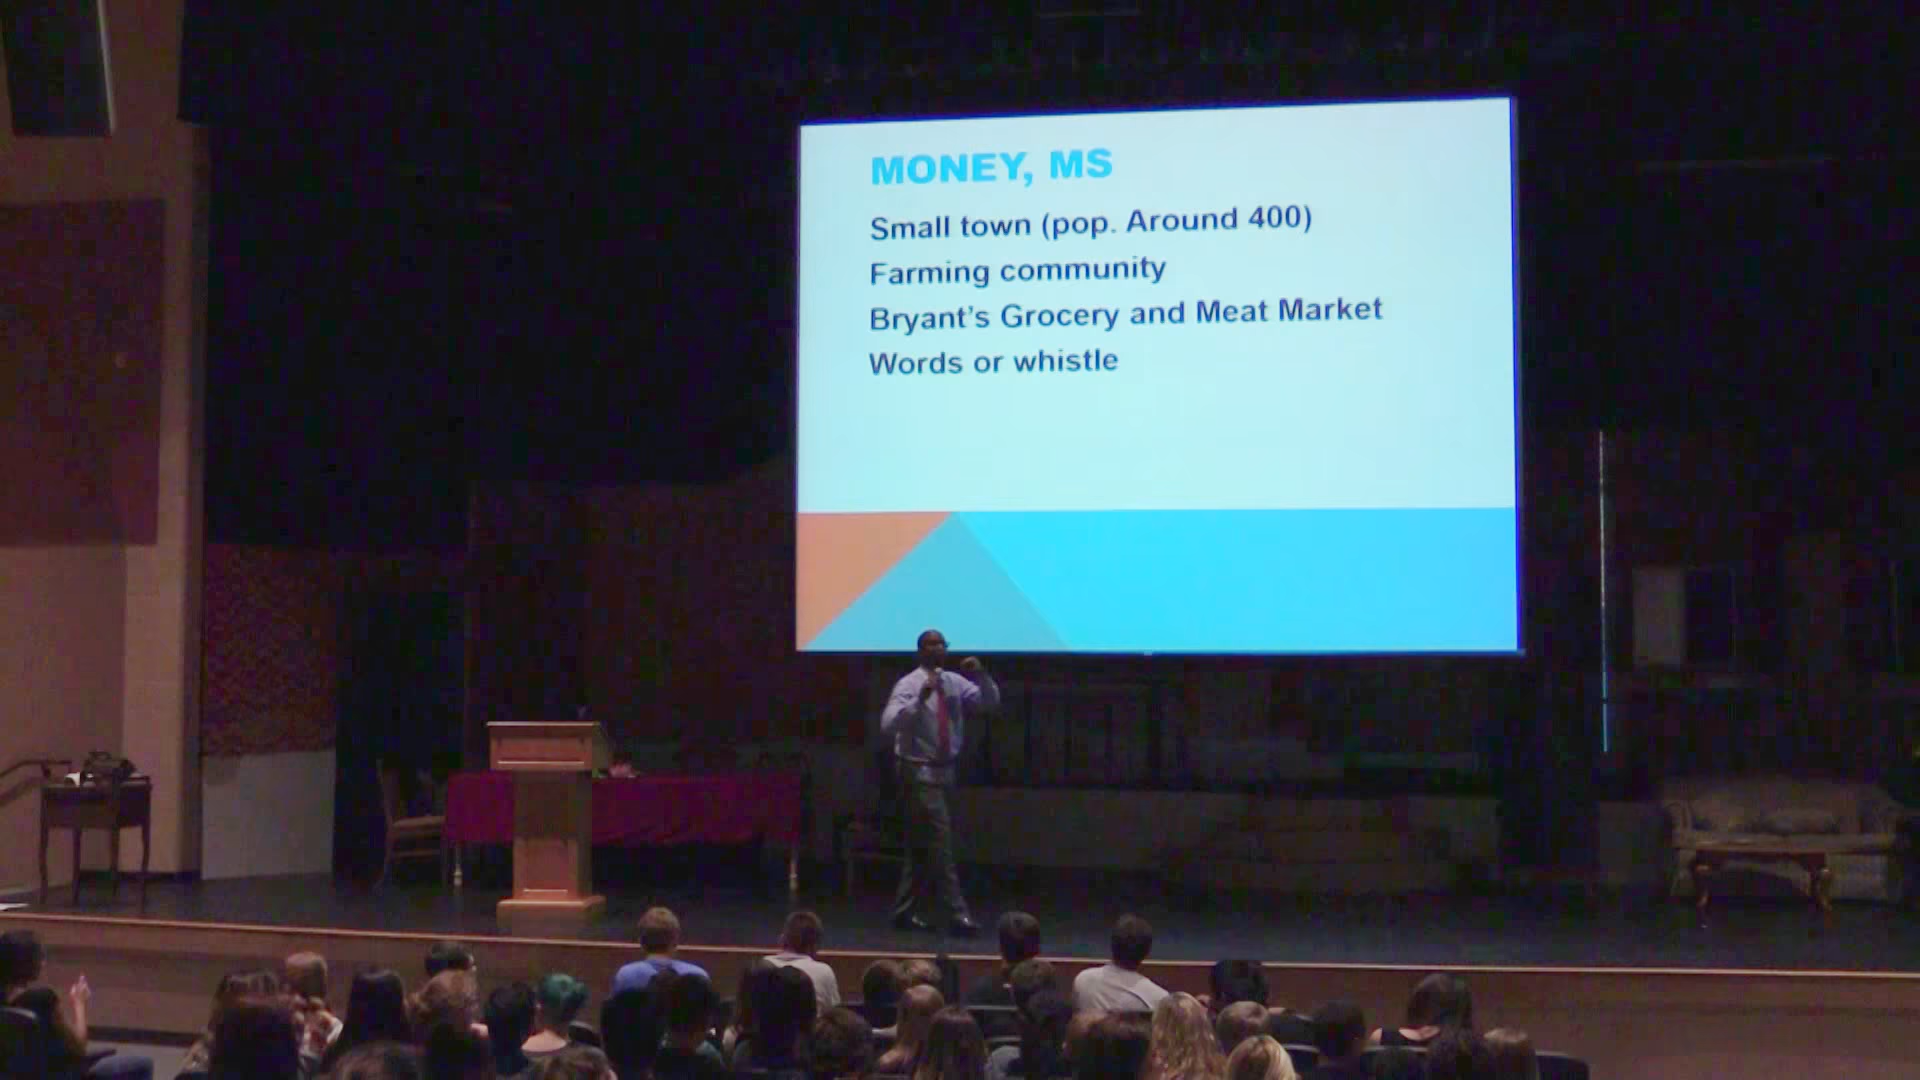 MONEY, MS
Small town (pop. Around 400)
Farming community
Bryant's Grocery and Meat Market
Words or whistle